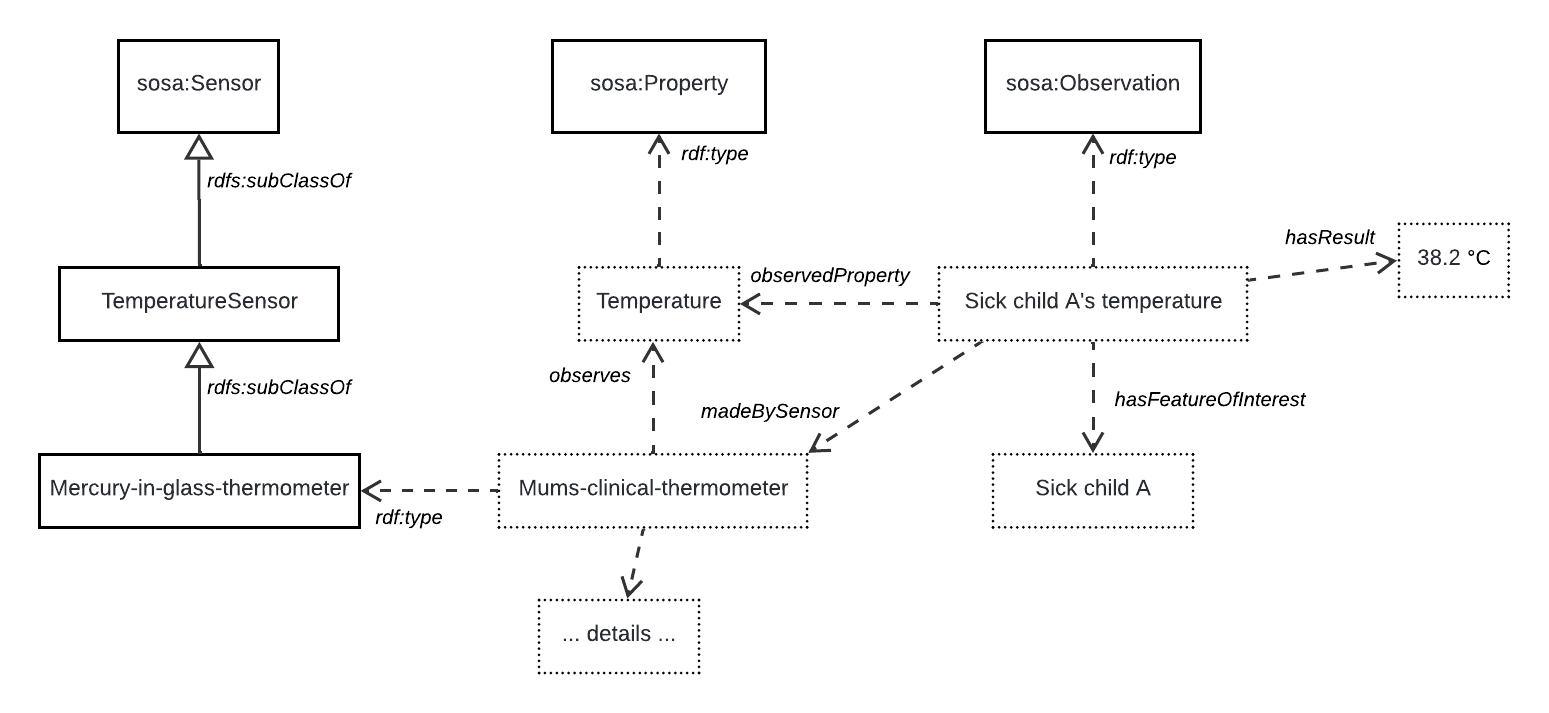 sosa:Sensor
sosa:Property
sosa:Observation
rdfs:subClassOf
rdf:type
rdf:type
hasResult
38.2 °C
TemperatureSensor
Temperature
observedProperty
Sick child A's temperature
rdfs:subClassOf
observes
madeBySensor
hasFeatureOfInterest
Mercury-in-glass-thermometer
rdf:type
Mums-clinical-thermometer
Sick child A
... details ...